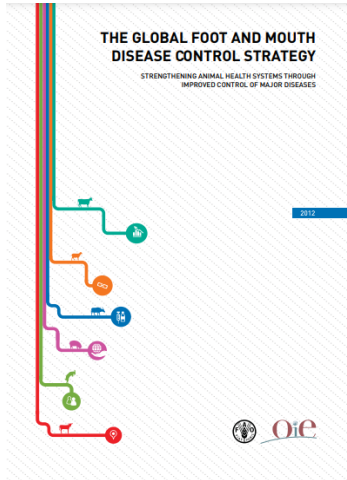 THE GLOBAL FOOT AND MOUTH
DISEASE CONTROL STRATEGY
STRENGTHENING ANIMAL HEALTH SYSTEMS THROUGH
IMPROVED CONTROL OF MAJOR DISEASES
2012
Oie